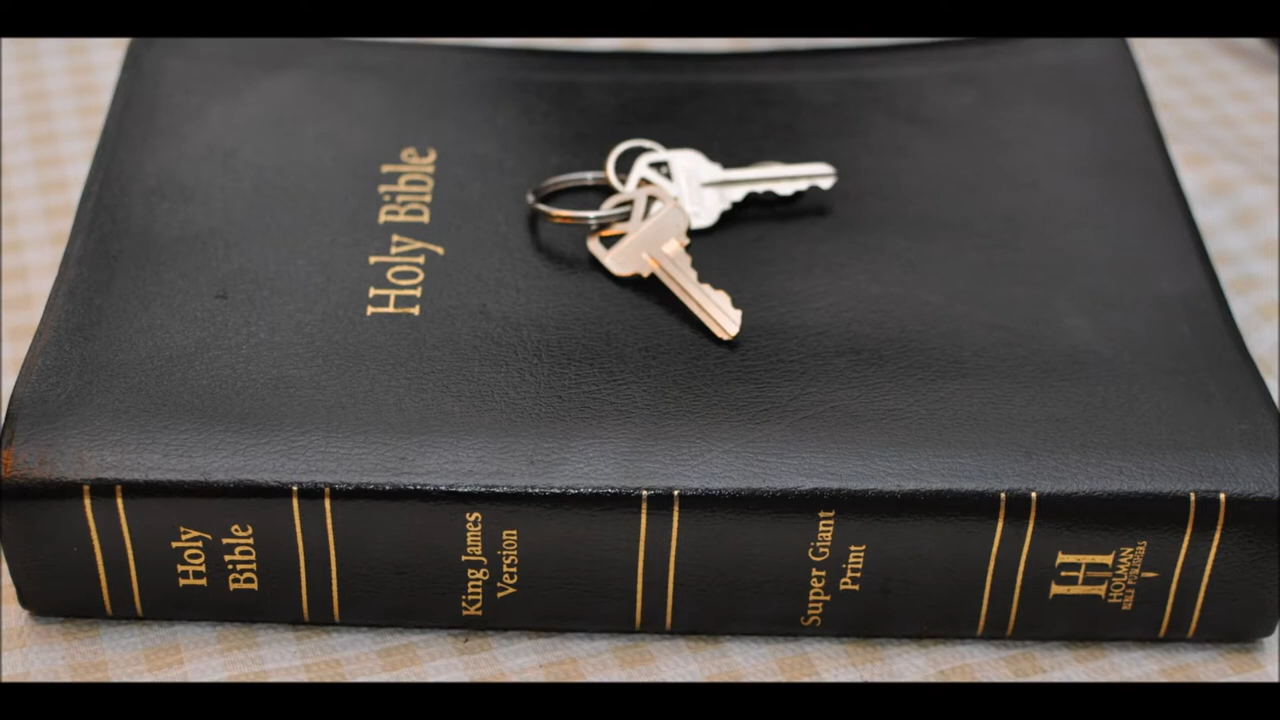 Holy Bible
Holy
Bible
King James
Version
Super Giant
Print
HOLMAN
BIBLE PUBLISHERS